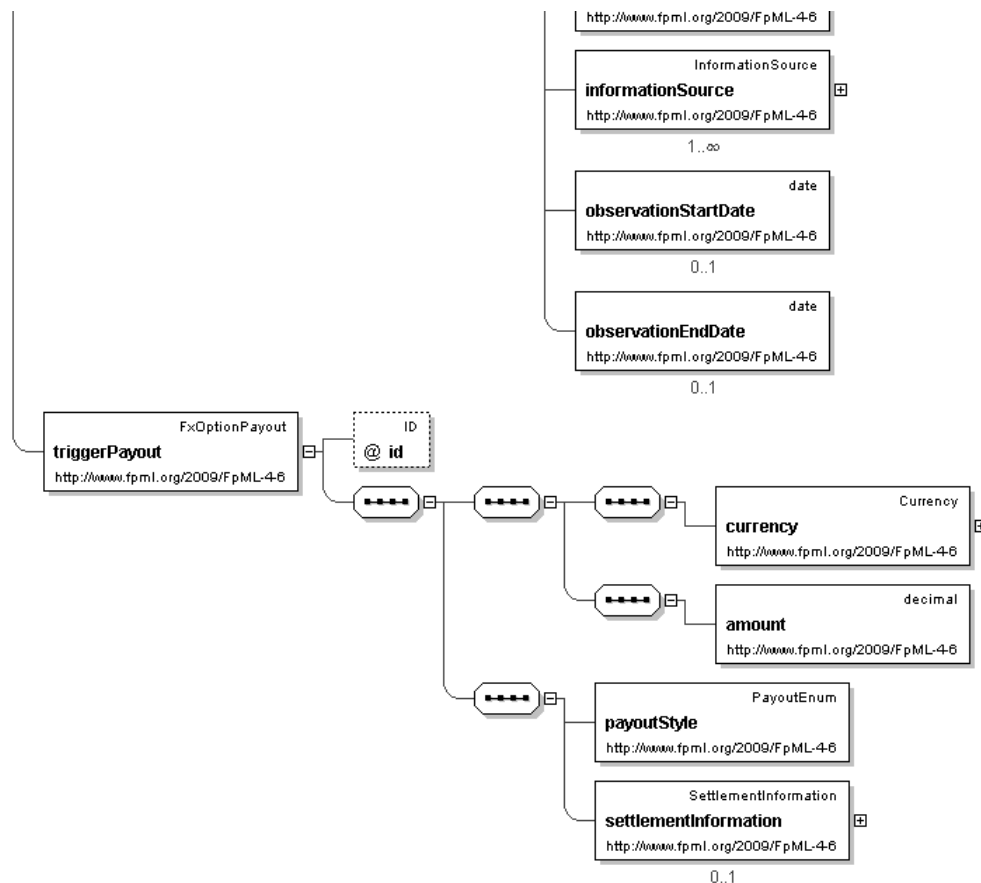 http://www.fpml.org/2009/FpML-4-6
InformationSource
informationSource
http://www.fpml.org/2009/FpML-4-6
1..∞
date
observationStartDate
http://www.fpml.org/2009/FpML-4-6
0..1
date
observationEndDate
http://www.fpml.org/2009/FpML-4-6
0..1
FxOptionPayout
triggerPayout
http://www.fpml.org/2009/FpML-4-6
ID
@ id
Currency
currency
http://www.fpml.org/2009/FpML-4-6
decimal
amount
http://www.fpml.org/2009/FpML-4-6
PayoutEnum
payoutStyle
http://www.fpml.org/2009/FpML-4-6
SettlementInformation
settlementInformation
http://www.fpml.org/2009/FpML-4-6
0..1